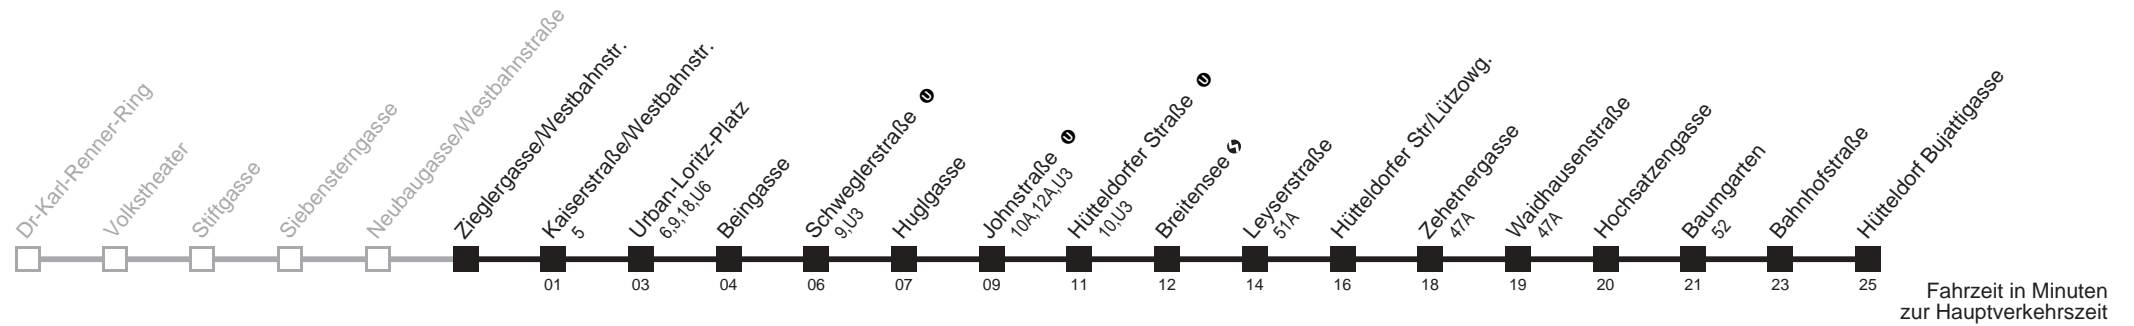 Dr-Karl-Renner-Ring
Volkstheater
Stiftgasse
Siebensterngasse
Neubaugasse/Westbahnstraße
Zieglergasse/Westbahnstr.
Kaiserstraße/Westbahnstr.
5
01
Urban-Loritz-Platz
6,9,18,U6
03
Beingasse
04
Schweglerstraße U
9,U3
06
Huglgasse
07
Johnstraße U
10A,12A,U3
09
Hütteldorfer Straße U
10,U3
11
Breitensee
12
Leyserstraße
51A
14
Hütteldorfer Str/Lützowg.
16
Zehetnergasse
47A
18
Waidhausenstraße
47A
19
Hochsatzengasse
20
Baumgarten
52
21
Bahnhofstraße
23
Hütteldorf Bujattigasse
25
Fahrzeit in Minuten
zur Hauptverkehrszeit